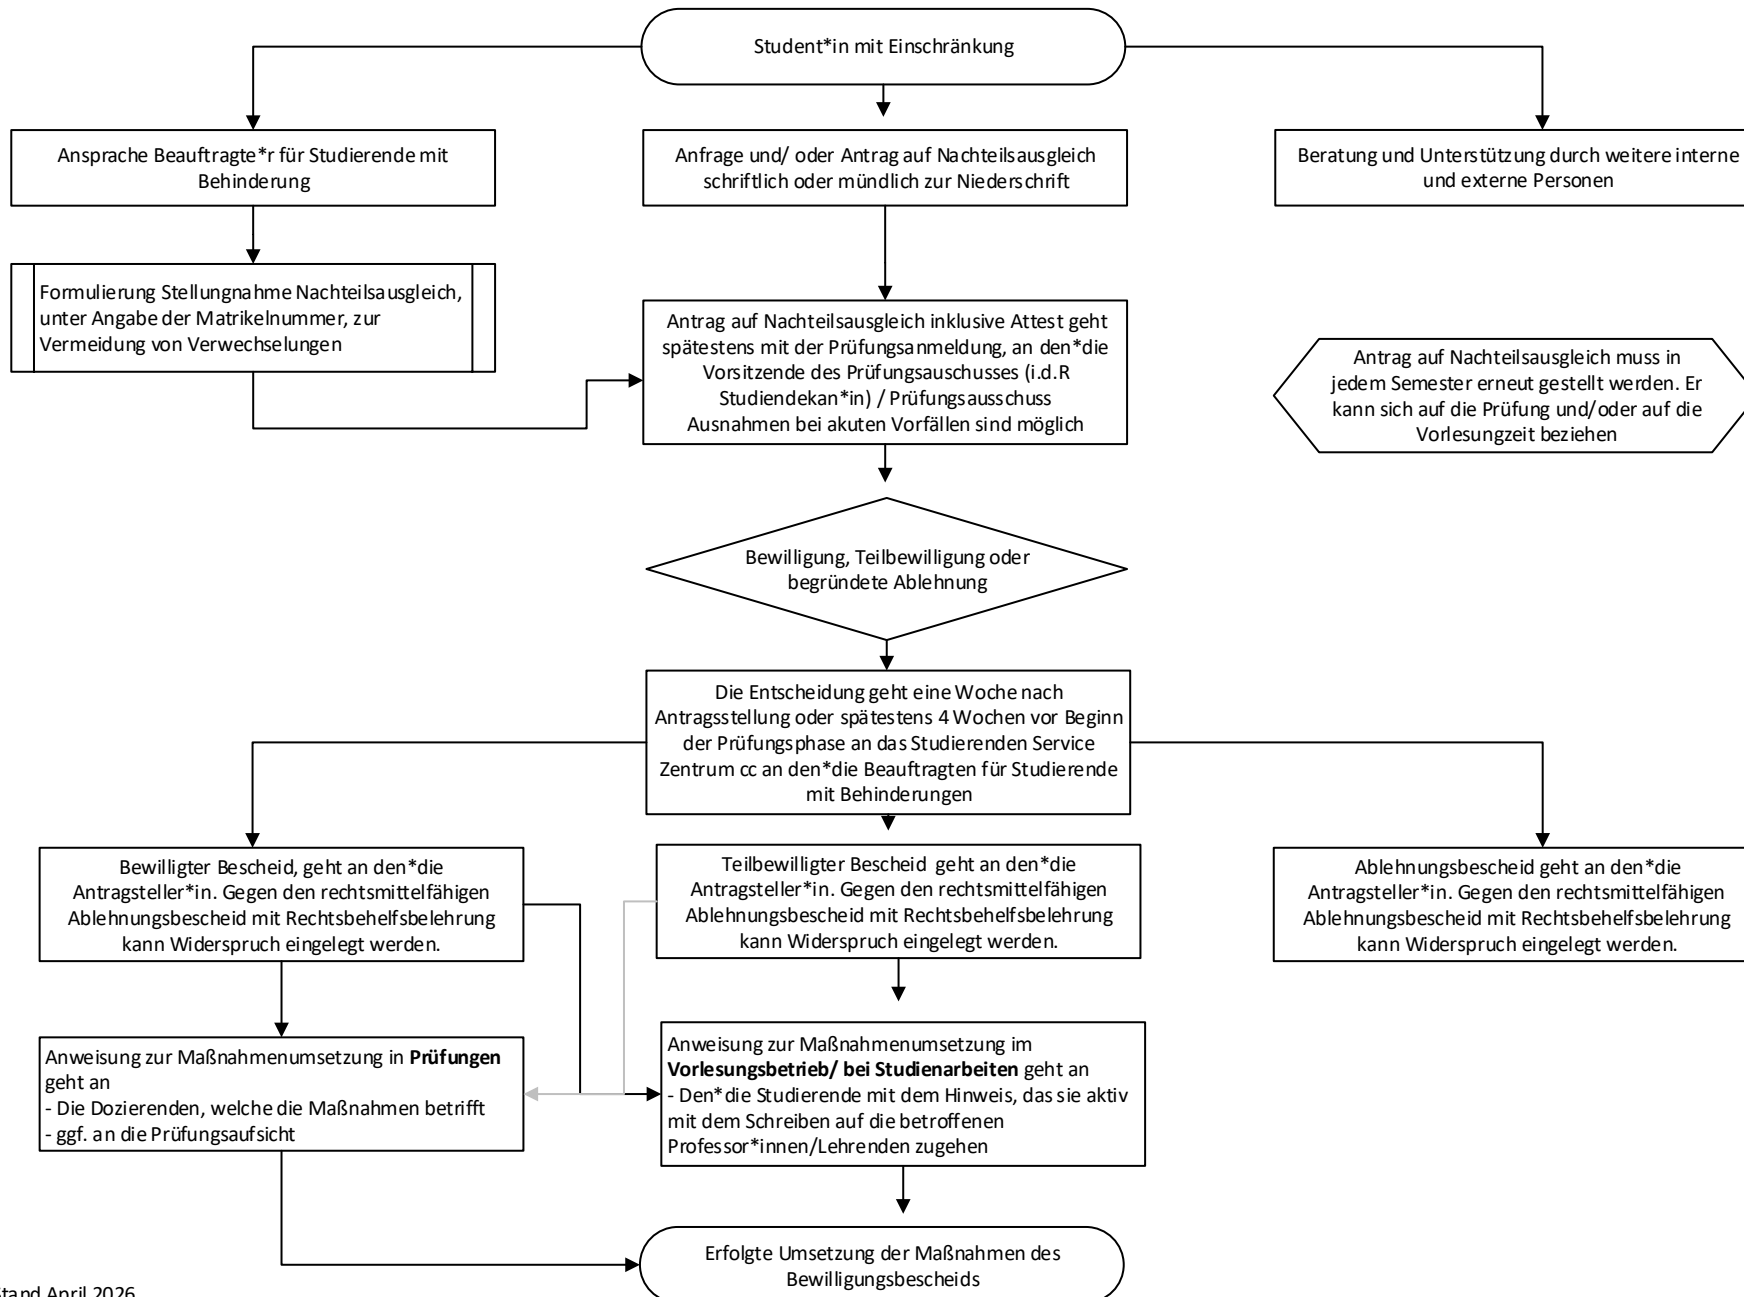 Student*in mit Einschränkung
Ansprache Beauftragte*r für Studierende mit
Behinderung
Anfrage und/ oder Antrag auf Nachteilsausgleich
schriftlich oder mündlich zur Niederschrift
Beratung und Unterstützung durch weitere interne
und externe Personen
Formulierung Stellungnahme Nachteilsausgleich,
unter Angabe der Matrikelnummer, zur
Vermeidung von Verwechselungen
Antrag auf Nachteilsausgleich inklusive Attest geht
spätestens mit der Prüfungsanmeldung, an den*die
Vorsitzende des Prüfungsauschusses (i.d.R
Studiendekan*in) / Prüfungsausschuss
Ausnahmen bei akuten Vorfällen sind möglich
Antrag auf Nachteilsausgleich muss in
jedem Semester erneut gestellt werden. Er
kann sich auf die Prüfung und/oder auf die
Vorlesungzeit beziehen
Bewilligung, Teilbewilligung oder
begründete Ablehnung
Die Entscheidung geht eine Woche nach
Antragsstellung oder spätestens 4 Wochen vor Beginn
der Prüfungsphase an das Studierenden Service
Zentrum cc an den*die Beauftragten für Studierende
mit Behinderungen
Bewilligter Bescheid, geht an den*die
Antragsteller*in. Gegen den rechtsmittelfähigen
Ablehnungsbescheid mit Rechtsbehelfsbelehrung
kann Widerspruch eingelegt werden.
Teilbewilligter Bescheid geht an den*die
Antragsteller*in. Gegen den rechtsmittelfähigen
Ablehnungsbescheid mit Rechtsbehelfsbelehrung
kann Widerspruch eingelegt werden.
Ablehnungsbescheid geht an den*die
Antragsteller*in. Gegen den rechtsmittelfähigen
Ablehnungsbescheid mit Rechtsbehelfsbelehrung
kann Widerspruch eingelegt werden.
Anweisung zur Maßnahmenumsetzung in Prüfungen
geht an
- Die Dozierenden, welche die Maßnahmen betrifft
- ggf. an die Prüfungsaufsicht
Anweisung zur Maßnahmenumsetzung im
Vorlesungsbetrieb/ bei Studienarbeiten geht an
- Den*die Studierende mit dem Hinweis, das sie aktiv
mit dem Schreiben auf die betroffenen
Professor*innen/Lehrenden zugehen
Erfolgte Umsetzung der Maßnahmen des
Bewilligungsbescheids
Stand April 2026